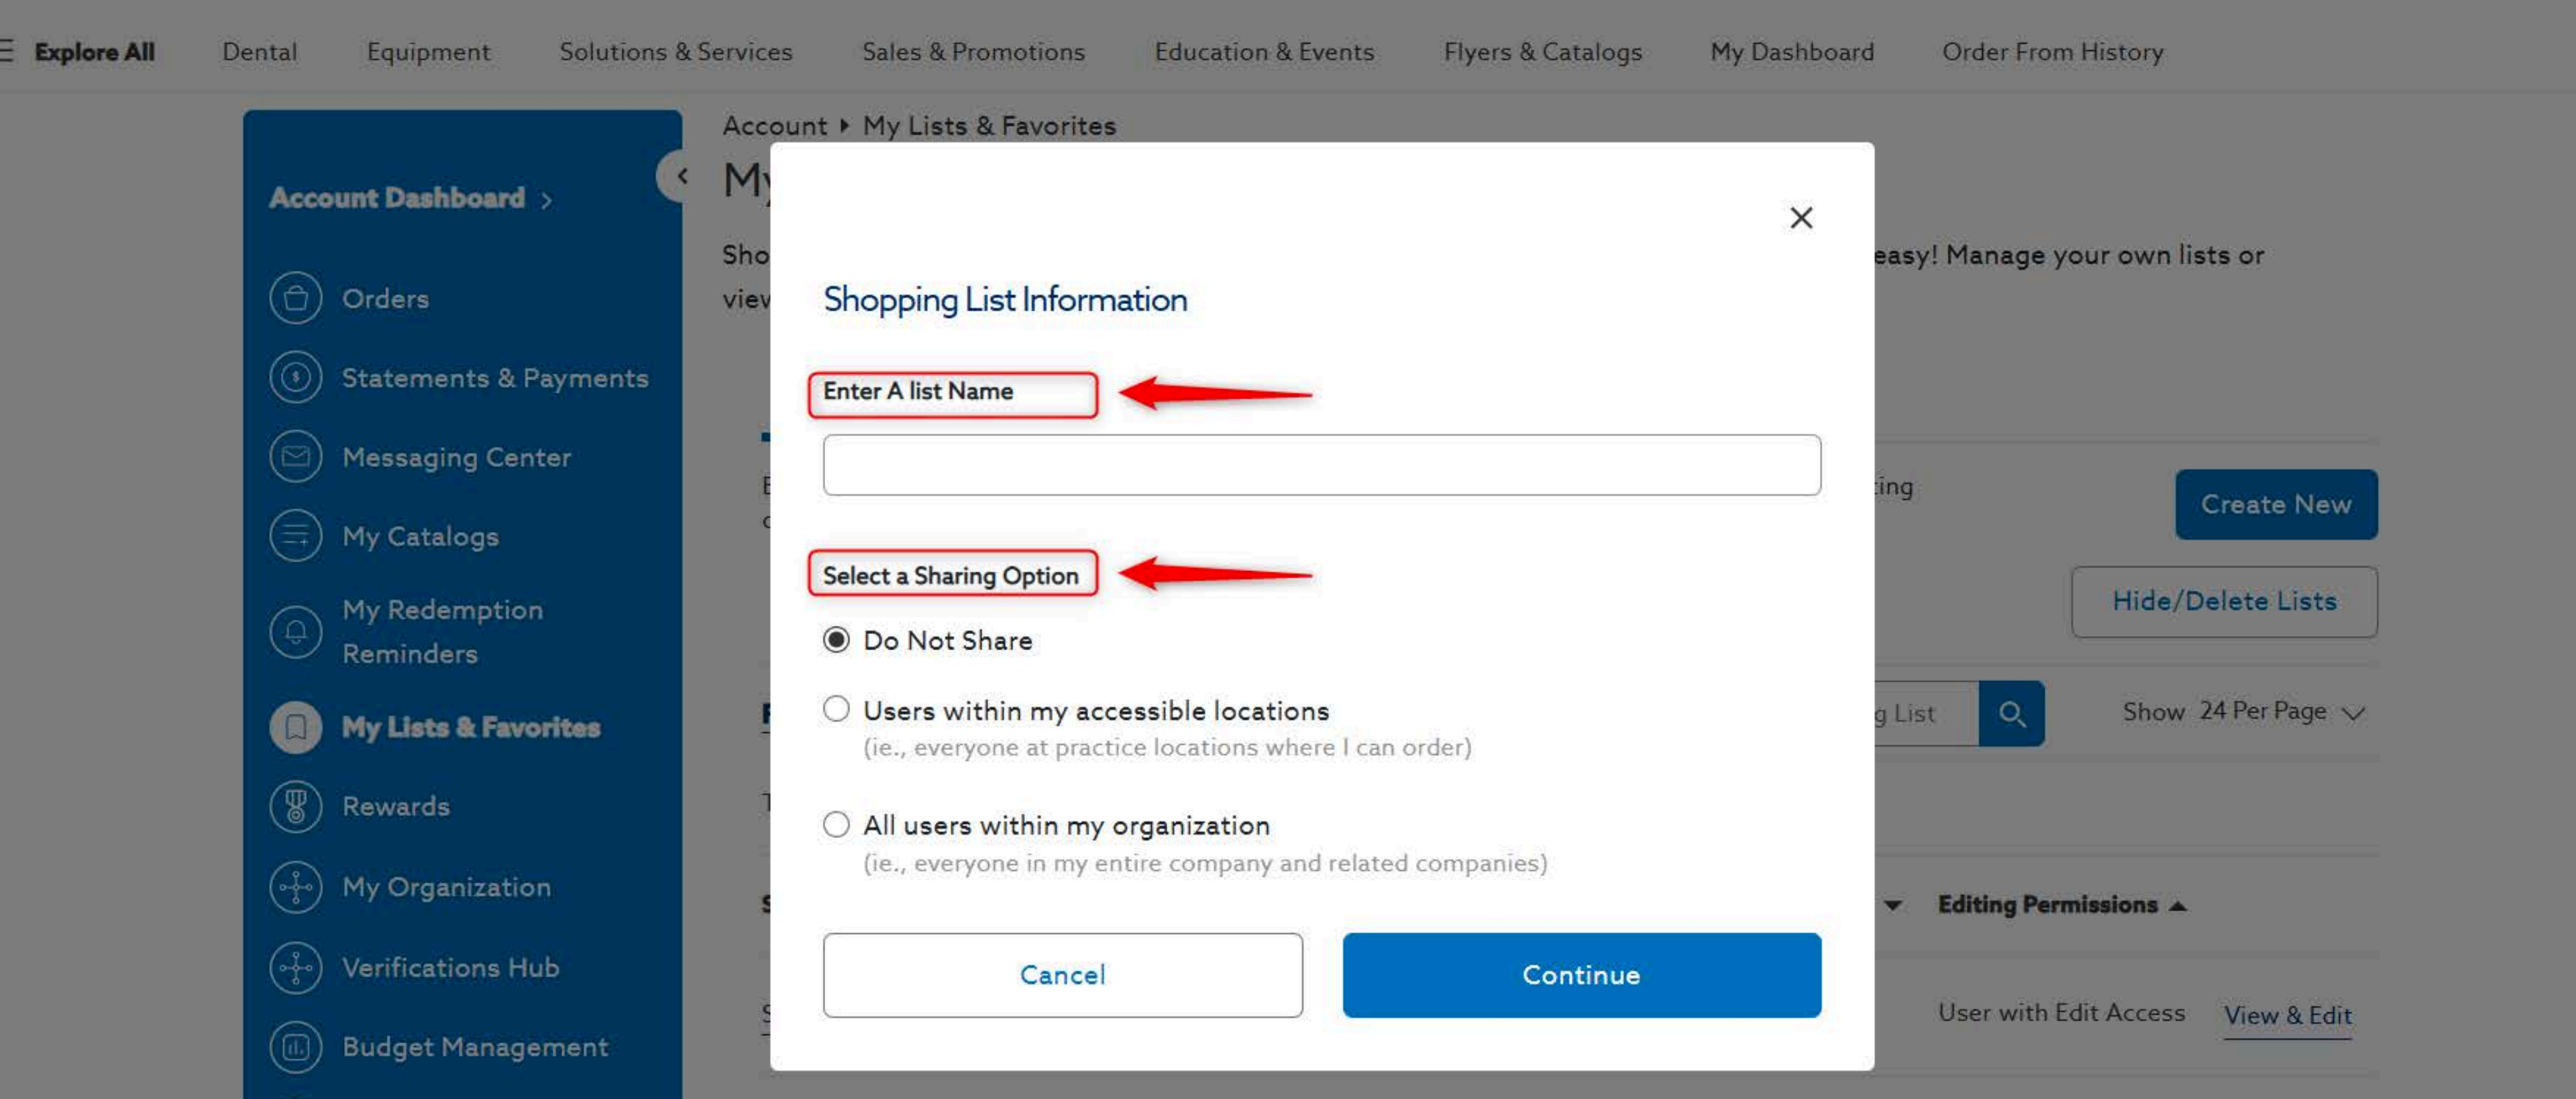 Explore All
Dental
Equipment
Solutions & Services
Sales & Promotions
Education & Events
Flyers & Catalogs
My Dashboard
Order From History
Account Dashboard
Orders
Statements & Payments
Messaging Center
My Catalogs
My Redemption
Reminders
My Lists & Favorites
Rewards
My Organization
Verifications Hub
Budget Management
Account My Lists & Favorites
easy! Manage your own lists or
Shopping List Information
Enter A list Name
Select a Sharing Option
Do Not Share
Users within my accessible locations
(ie., everyone at practice locations where I can order)
All users within my organization
(ie., everyone in my entire company and related companies)
Cancel
Continue
Create New
Hide/Delete Lists
List
Show 24 Per Page
Editing Permissions
User with Edit Access
View & Edit